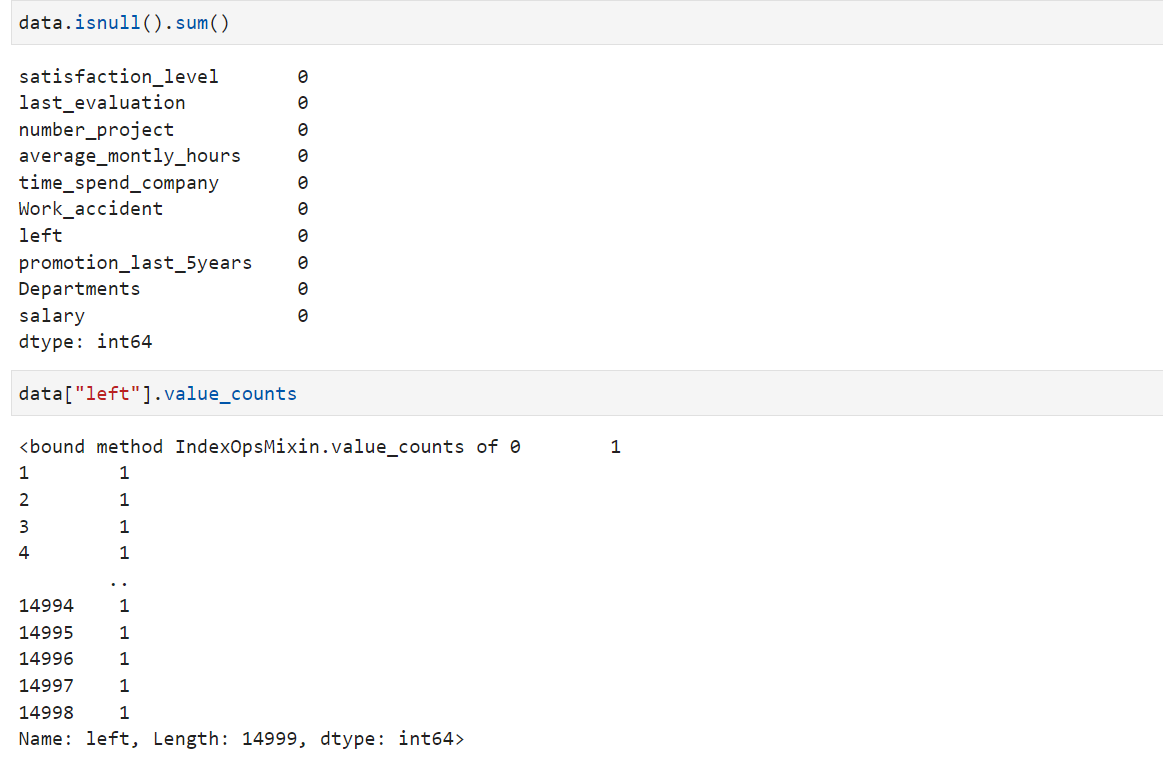 data.isnull().sum()
satisfaction_level 0
last_evaluation 0
number_project 0
average_montly_hours 0
time_spend_company 0
Work_accident 0
left 0
promotion_last_5years 0
Departments 0
salary 0
dtype: int64
data["left"].value_counts
<bound method IndexOpsMixin.value_counts of 0 1
1 1
2 1
3 1
4 1
..
14994 1
14995 1
14996 1
14997 1
14998 1
Name: left, Length: 14999, dtype: int64>